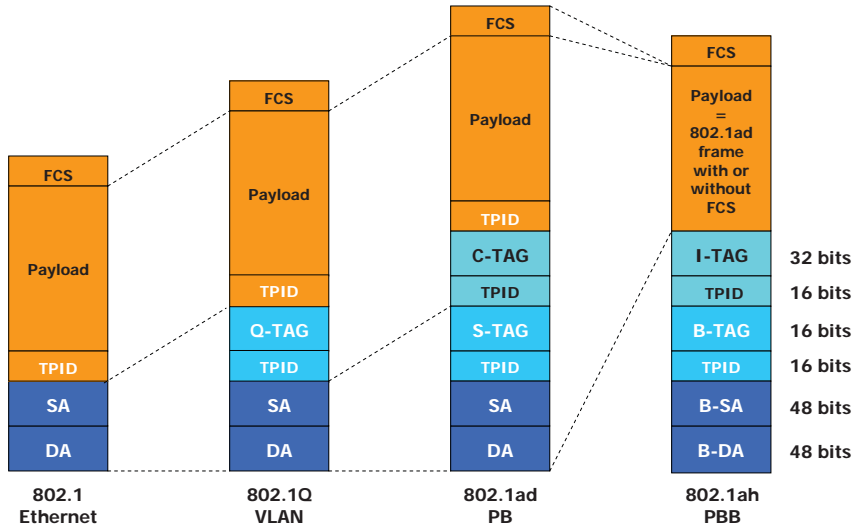 FCS
Payload
TPID
SA
DA
802.1
Ethernet
FCS
Payload
TPID
Q-TAG
TPID
SA
DA
802.1Q
VLAN
FCS
Payload
TPID
C-TAG
TPID
S-TAG
TPID
SA
DA
802.1ad
PB
FCS
Payload
=
802.1ad
frame
with or
without
FCS
I-TAG
32 bits
TPID
16 bits
B-TAG
16 bits
TPID
16 bits
B-SA
48 bits
B-DA
48 bits
802.1ah
PBB